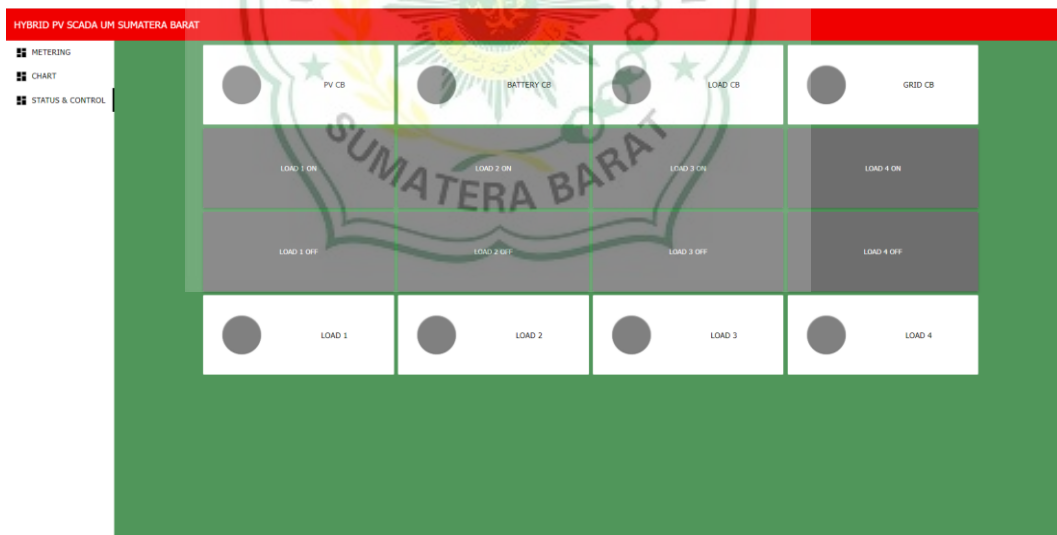 HYBRID PV SCADA UM SUMATERA BARAT
METERING
CHART
STATUS & CONTROL
PV CB
BATTERY CB
LOAD CB
GRID CB
LOAD 1 ON
LOAD 2 ON
LOAD 3 ON
LOAD 4 ON
SUMATERA BARAT
LOAD 1 OFF
LOAD 2 OFF
LOAD 3 OFF
LOAD 4 OFF
LOAD 1
LOAD 2
LOAD 3
LOAD 4